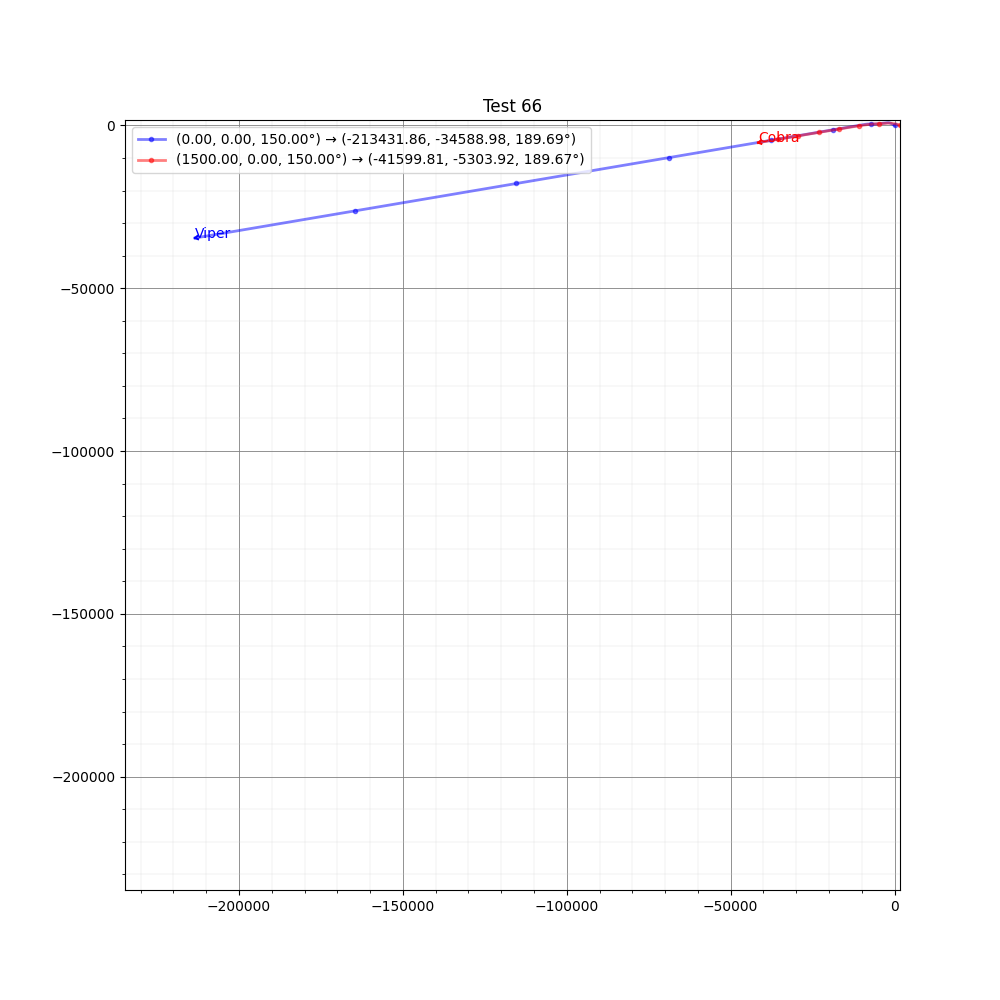 Test 66
(0.00, 0.00, 150.00°) → (-213431.86, -34588.98, 189.69°)
(1500.00, 0.00, 150.00°) → (-41599.81, -5303.92, 189.67°)
Cobra
Viper
0
−50000
−100000
−150000
−200000
−200000 −150000 −100000 −50000 0